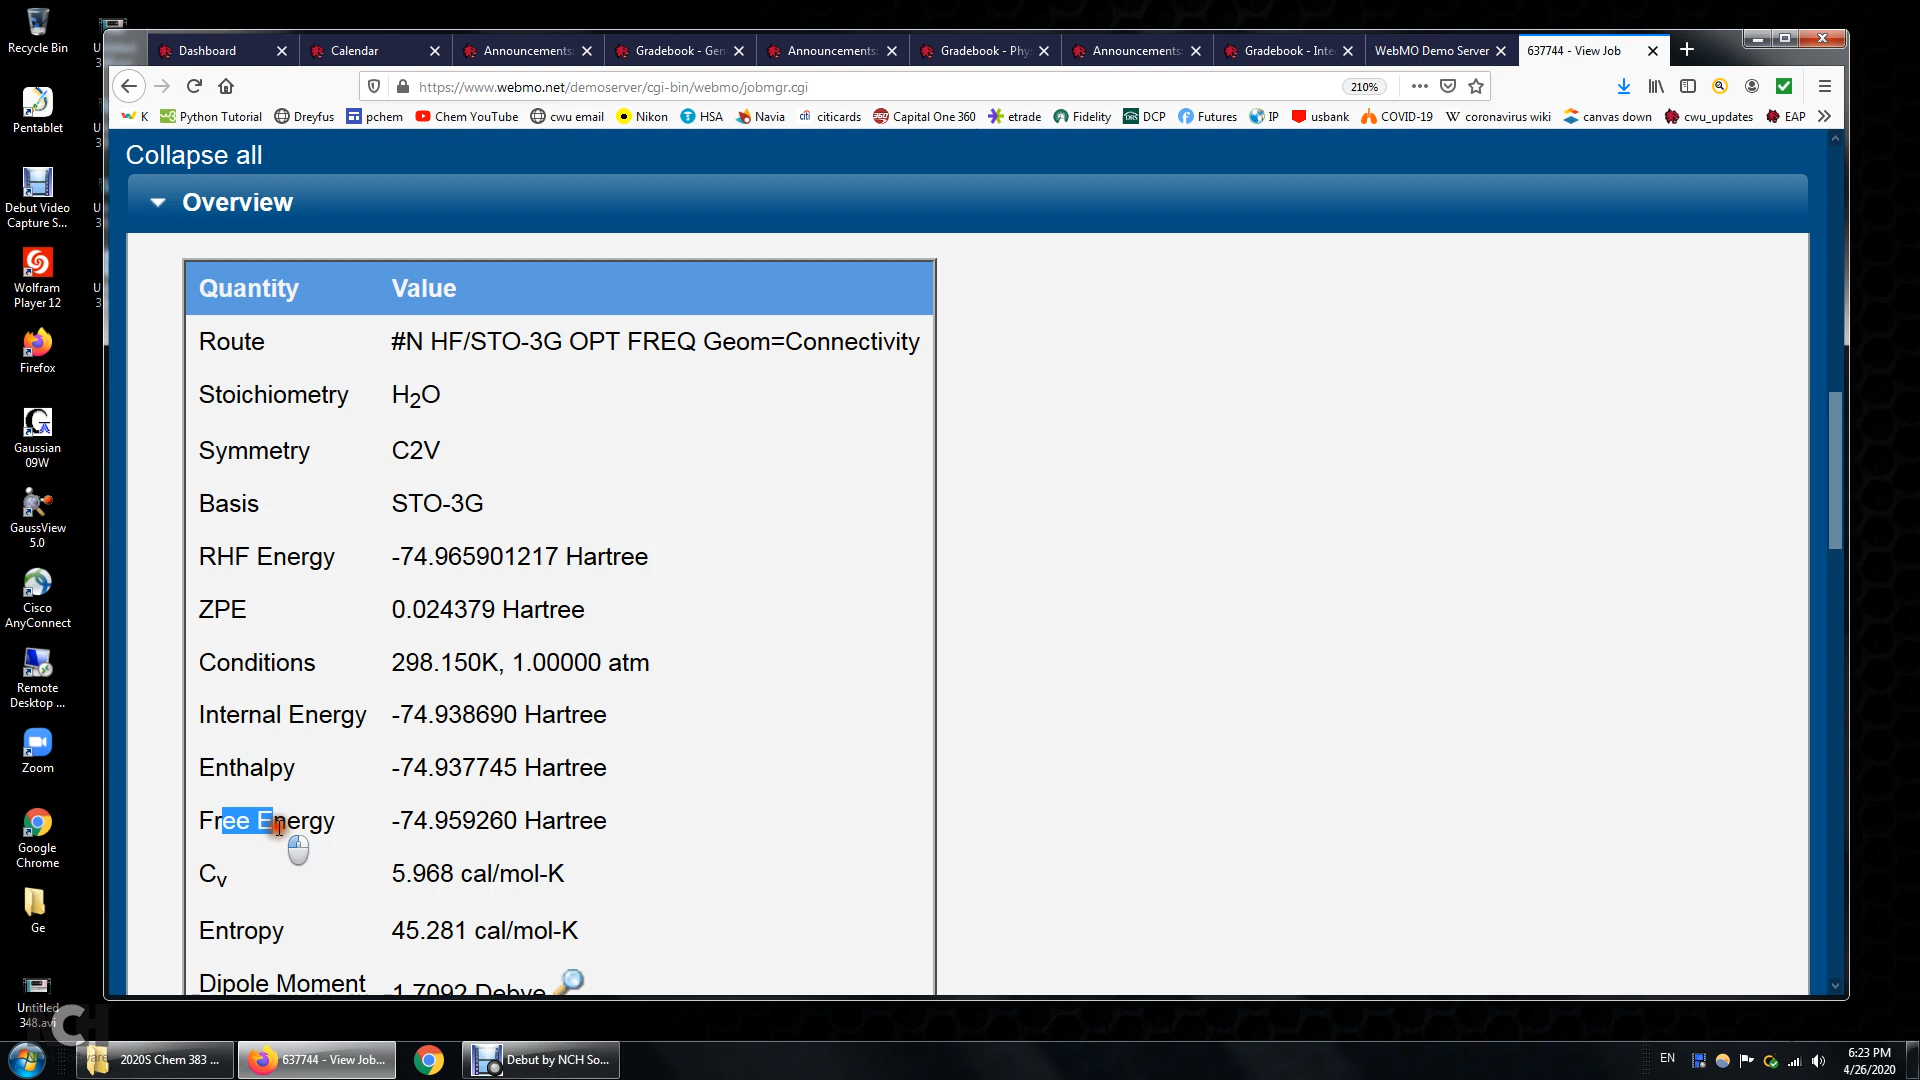 Recycle Bin
Pentablet
Debut Video
Capture S...
Wolfram
Player 12
Firefox
Gaussian
09W
GaussView
5.0
Cisco
AnyConnect
Remote
Desktop ...
Zoom
Google
Chrome
Ge
Untitled
348.avi
Dashboard
Calendar
Announcements:
Gradebook - Gen
Announcements:
Gradebook - Phy
Announcements:
Gradebook - Inte
WebMO Demo Server
637744 - View Job
https://www.webmo.net/demoserver/cgi-bin/webmo/jobmgr.cgi
210%
K
Python Tutorial
Dreyfus
pchem
Chem YouTube
cwu email
Nikon
HSA
Navia
citicards
Capital One 360
etrade
Fidelity
DCP
Futures
IP
usbank
COVID-19
coronavirus wiki
canvas down
cwu_updates
EAP
Collapse all
Overview
Quantity Value
Route #N HF/STO-3G OPT FREQ Geom=Connectivity
Stoichiometry H2O
Symmetry C2V
Basis STO-3G
RHF Energy -74.965901217 Hartree
ZPE 0.024379 Hartree
Conditions 298.150K, 1.00000 atm
Internal Energy -74.938690 Hartree
Enthalpy -74.937745 Hartree
Free Energy -74.959260 Hartree
Cv 5.968 cal/mol-K
Entropy 45.281 cal/mol-K
Dipole Moment 1.7092 Debye
2020S Chem 383 ...
637744 - View Job...
Debut by NCH So...
EN
6:23 PM
4/26/2020